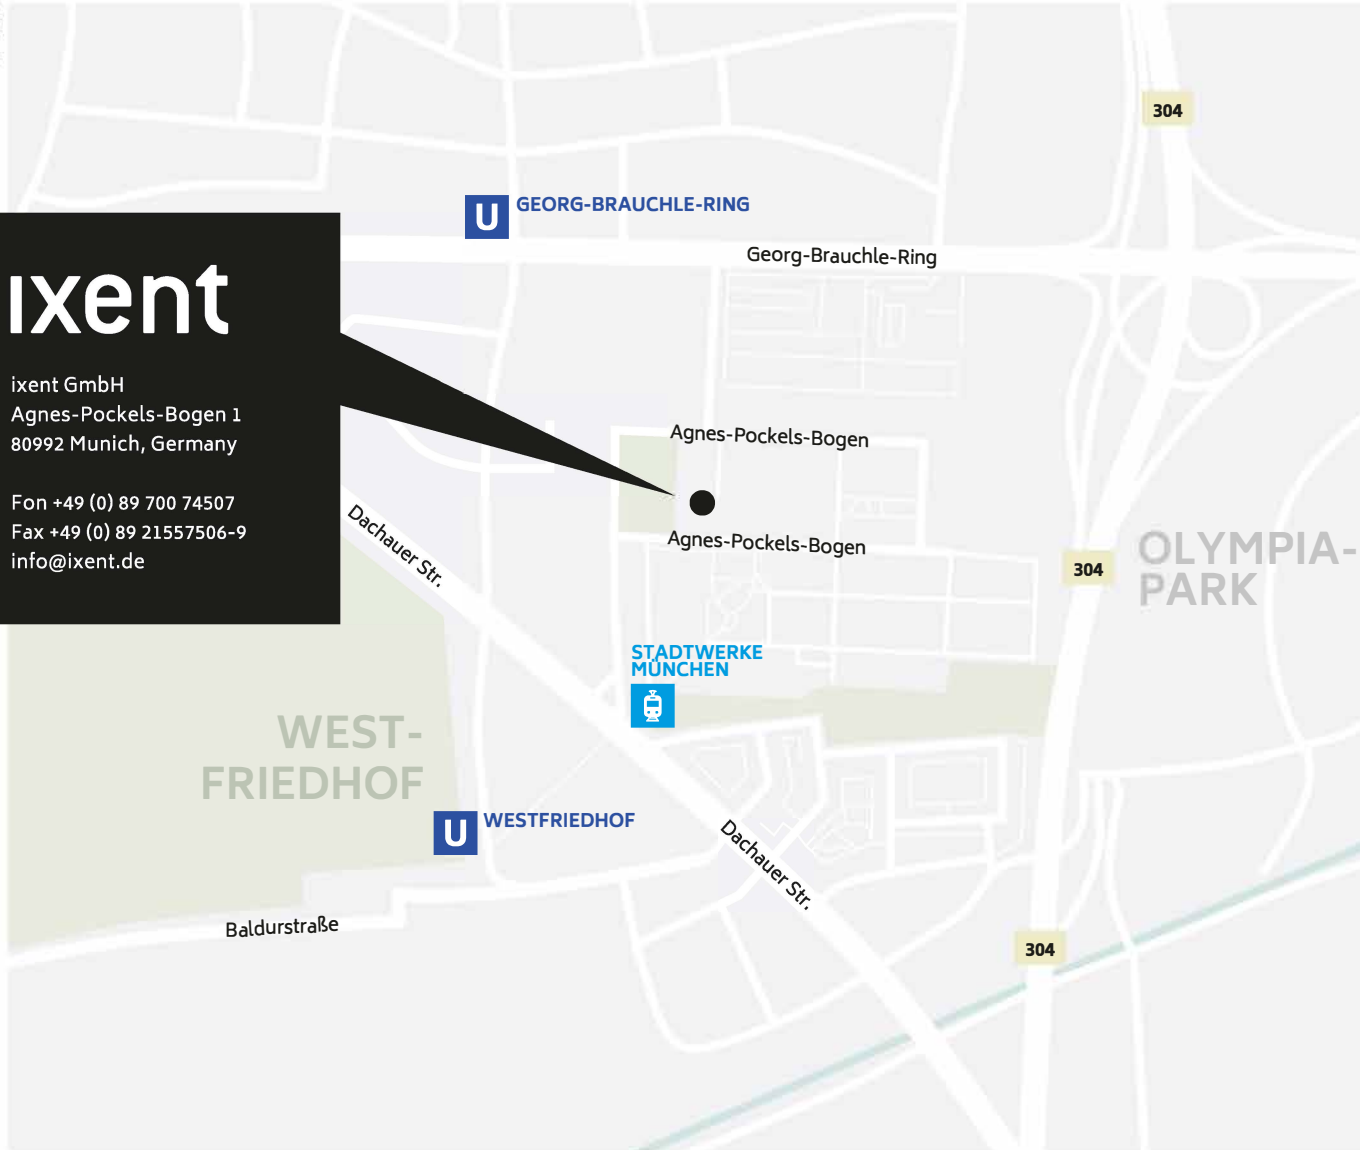 304
U GEORG-BRAUCHLE-RING
Georg-Brauchle-Ring
ixent
ixent GmbH
Agnes-Pockels-Bogen 1
80992 Munich, Germany
Fon +49 (0) 89 700 74507
Fax +49 (0) 89 21557506-9
info@ixent.de
Agnes-Pockels-Bogen
Agnes-Pockels-Bogen
Dachauer Str.
304
OLYMPIA-
PARK
STADTWERKE
MÜNCHEN
WEST-
FRIEDHOF
U WESTFRIEDHOF
Dachauer Str.
Baldurstraße
304